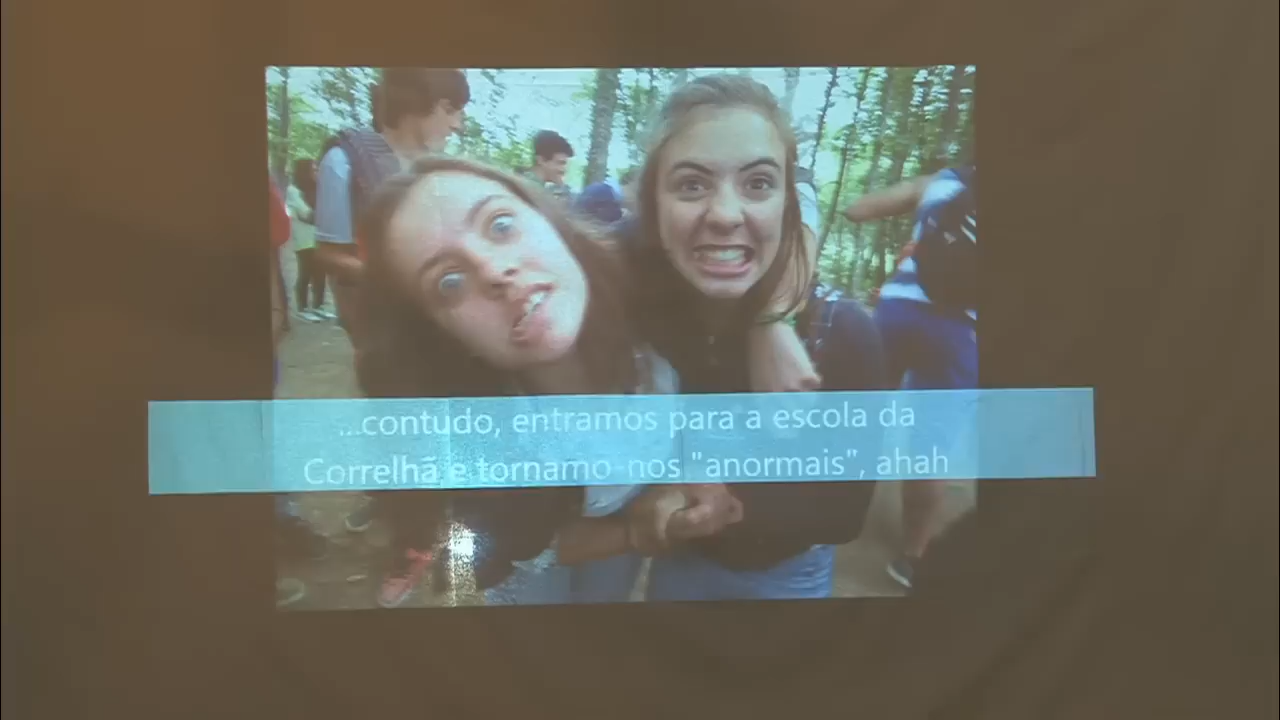 ...contudo, entramos para a escola da
Correlhã e tornamo-nos "anormais", ahah